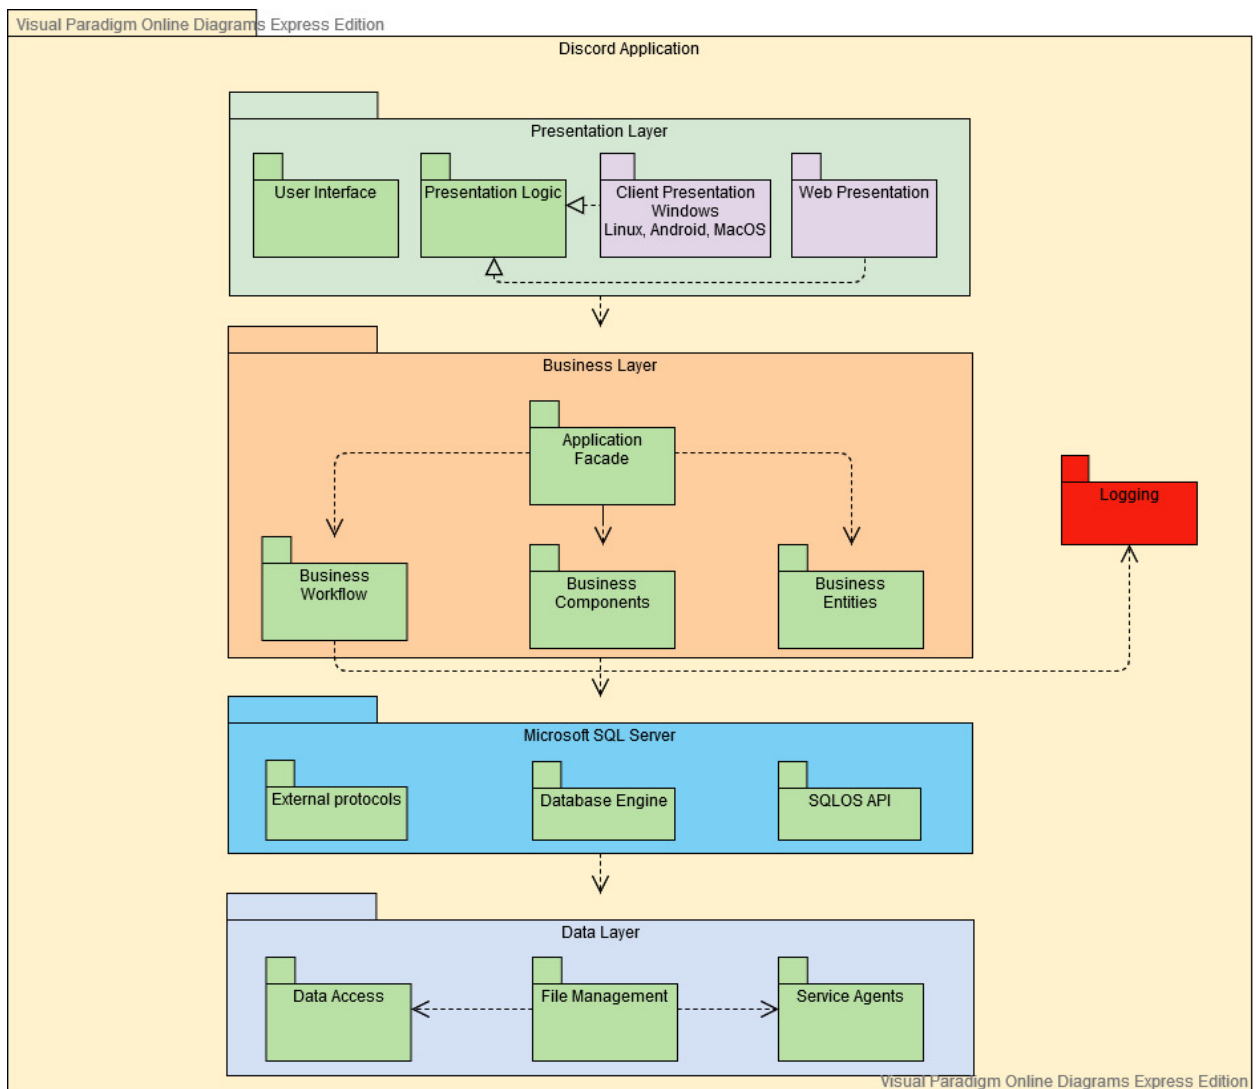 Visual Paradigm Online Diagrams Express Edition
Discord Application
Presentation Layer
User Interface
Presentation Logic
Client Presentation
Windows
Linux, Android, MacOS
Web Presentation
Business Layer
Application
Facade
Logging
Business
Workflow
Business
Components
Business
Entities
Microsoft SQL Server
External protocols
Database Engine
SQLOS API
Data Layer
Data Access
File Management
Service Agents
Visual Paradigm Online Diagrams Express Edition